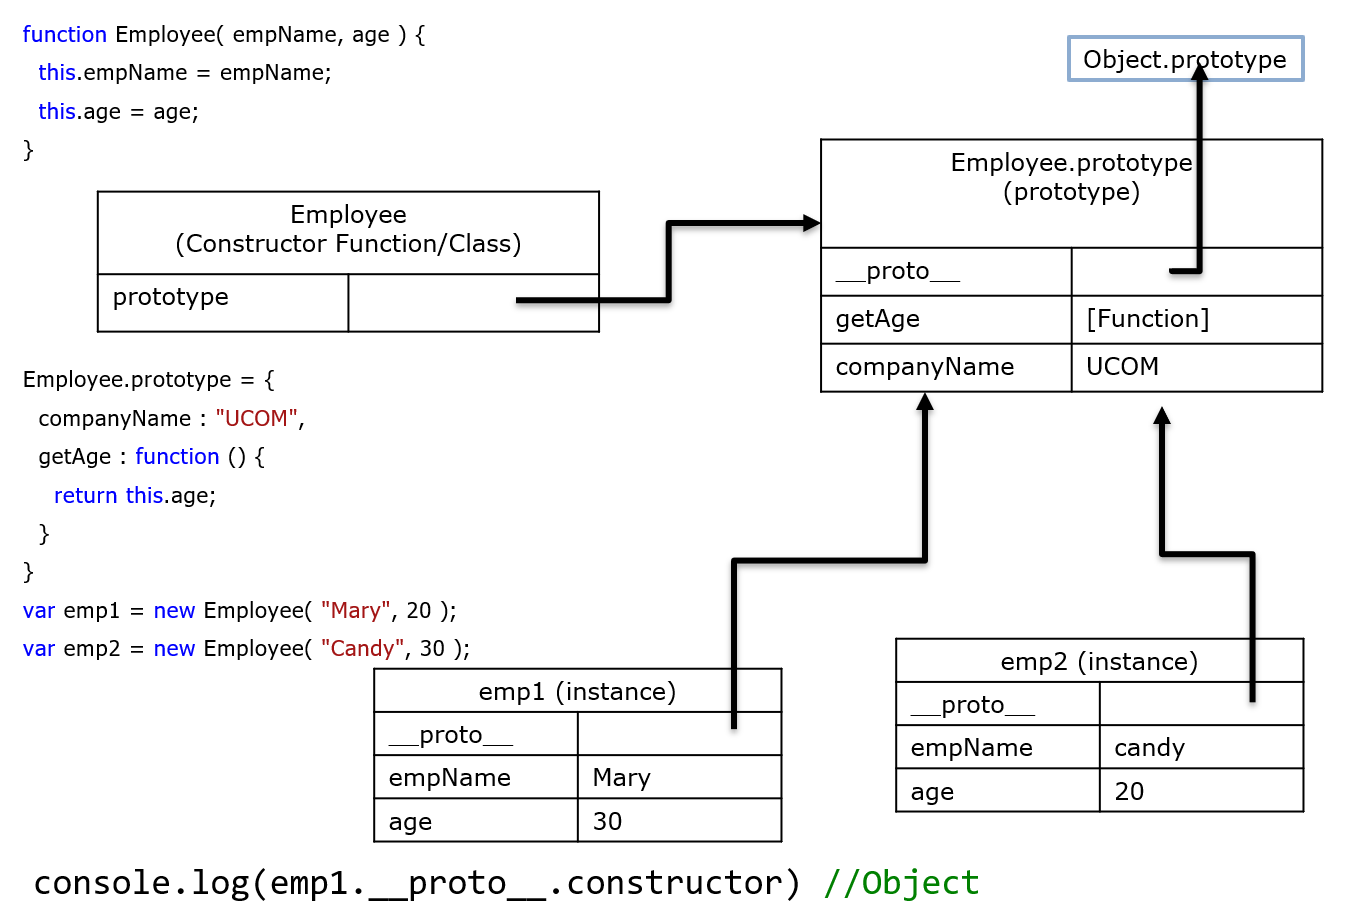 function Employee( empName, age ) {
this.empName = empName;
this.age = age;
}
Object.prototype
Employee.prototype
(prototype)
__proto__
getAge [Function]
companyName UCOM
Employee
(Constructor Function/Class)
prototype
Employee.prototype = {
companyName : "UCOM",
getAge : function () {
return this.age;
}
}
var emp1 = new Employee( "Mary", 20 );
var emp2 = new Employee( "Candy", 30 );
emp1 (instance)
__proto__
empName Mary
age 30
emp2 (instance)
__proto__
empName candy
age 20
console.log(emp1.__proto__.constructor) //Object